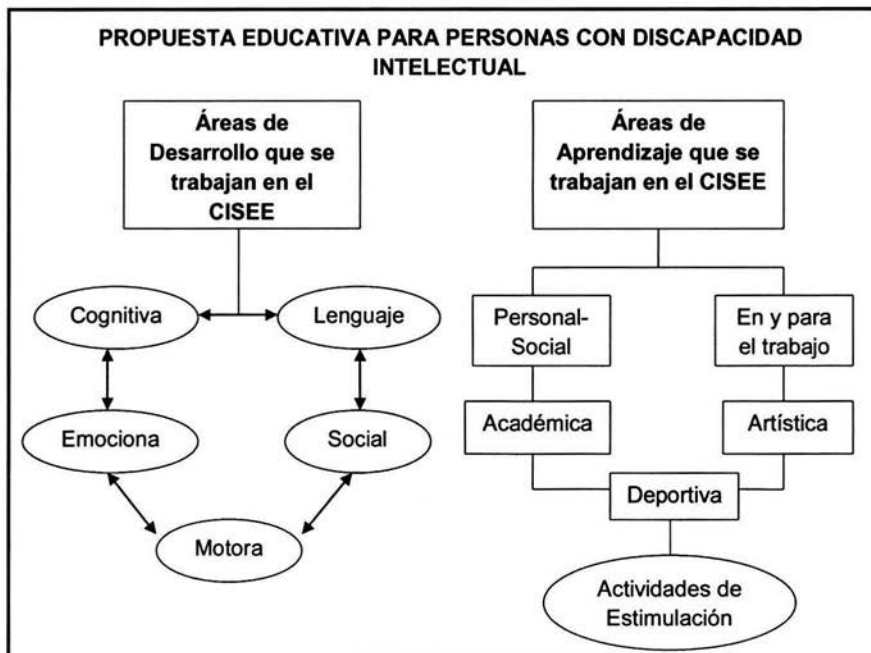 PROPUESTA EDUCATIVA PARA PERSONAS CON DISCAPACIDAD
INTELECTUAL
Áreas de
Desarrollo que se
trabajan en el
CISEE
Cognitiva
Lenguaje
Emociona
Social
Motora
Áreas de
Aprendizaje que se
trabajan en el CISEE
Personal-
Social
En y para
el trabajo
Académica
Artística
Deportiva
Actividades de
Estimulación